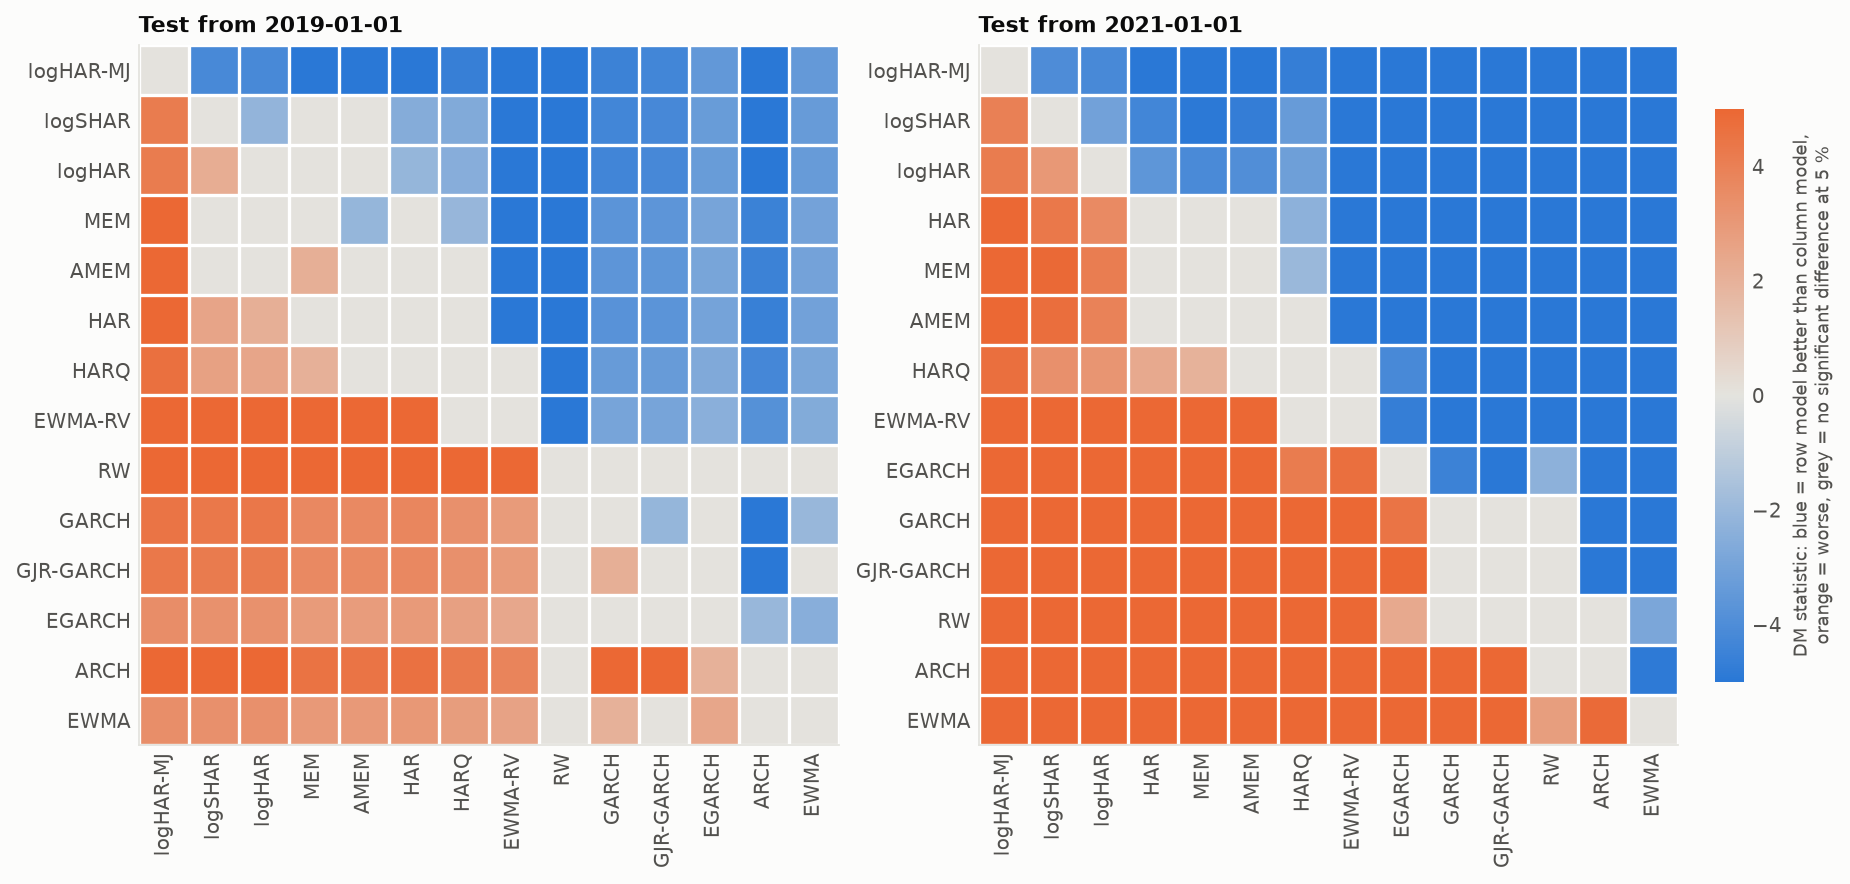 Test from 2019-01-01
logHAR-MJ
logSHAR
logHAR
MEM
AMEM
HAR
HARQ
EWMA-RV
RW
GARCH
GJR-GARCH
EGARCH
ARCH
EWMA
logHAR-MJ
logSHAR
logHAR
MEM
AMEM
HAR
HARQ
EWMA-RV
RW
GARCH
GJR-GARCH
EGARCH
ARCH
EWMA
Test from 2021-01-01
logHAR-MJ
logSHAR
logHAR
HAR
MEM
AMEM
HARQ
EWMA-RV
EGARCH
GARCH
GJR-GARCH
RW
ARCH
EWMA
logHAR-MJ
logSHAR
logHAR
HAR
MEM
AMEM
HARQ
EWMA-RV
EGARCH
GARCH
GJR-GARCH
RW
ARCH
EWMA
4
2
0
−2
−4
DM statistic: blue = row model better than column model,
orange = worse, grey = no significant difference at 5 %